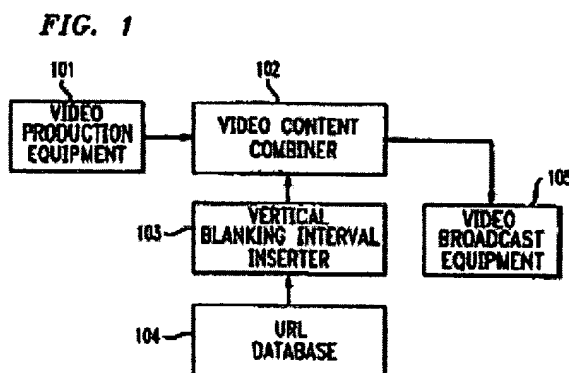 FIG. 1
101
VIDEO
PRODUCTION
EQUIPMENT
102
VIDEO CONTENT
COMBINER
103
VERTICAL
BLANKING INTERVAL
INSERTER
104
URL
DATABASE
105
VIDEO
BROADCAST
EQUIPMENT